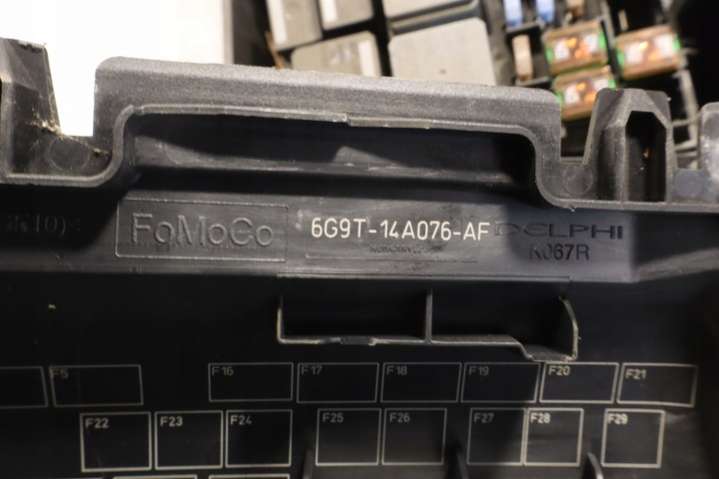 FoMoCo 6G9T-14A076-AF DELPHI
K067R
F5 F16 F17 F18 F19 F20 F21
F22 F23 F24 F25 F26 F27 F28 F29